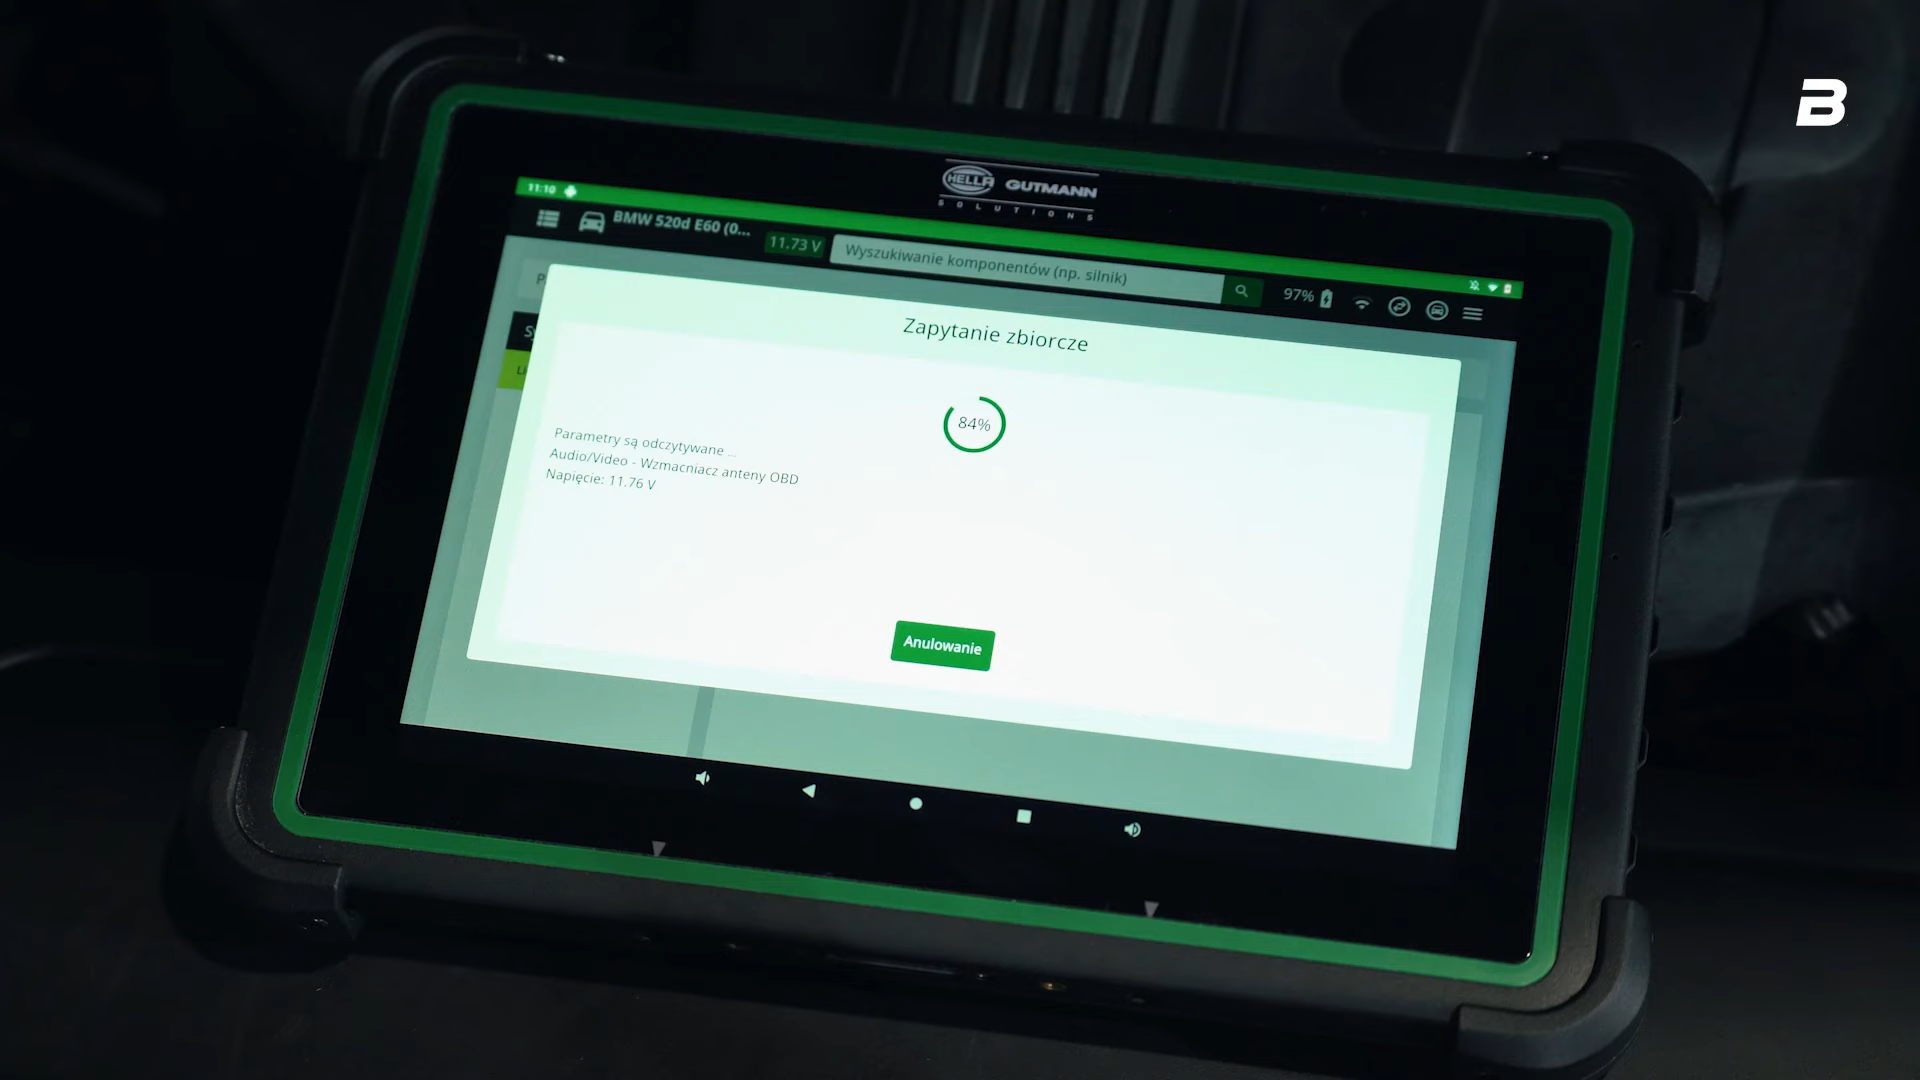 B
HELLA GUTMANN
SOLUTIONS
11:10
BMW 520d E60 (0...
11.73 V
Wyszukiwanie komponentów (np. silnik)
97%
Zapytanie zbiorcze
84%
Parametry są odczytywane ...
Audio/Video - Wzmacniacz anteny OBD
Napięcie: 11.76 V
Anulowanie